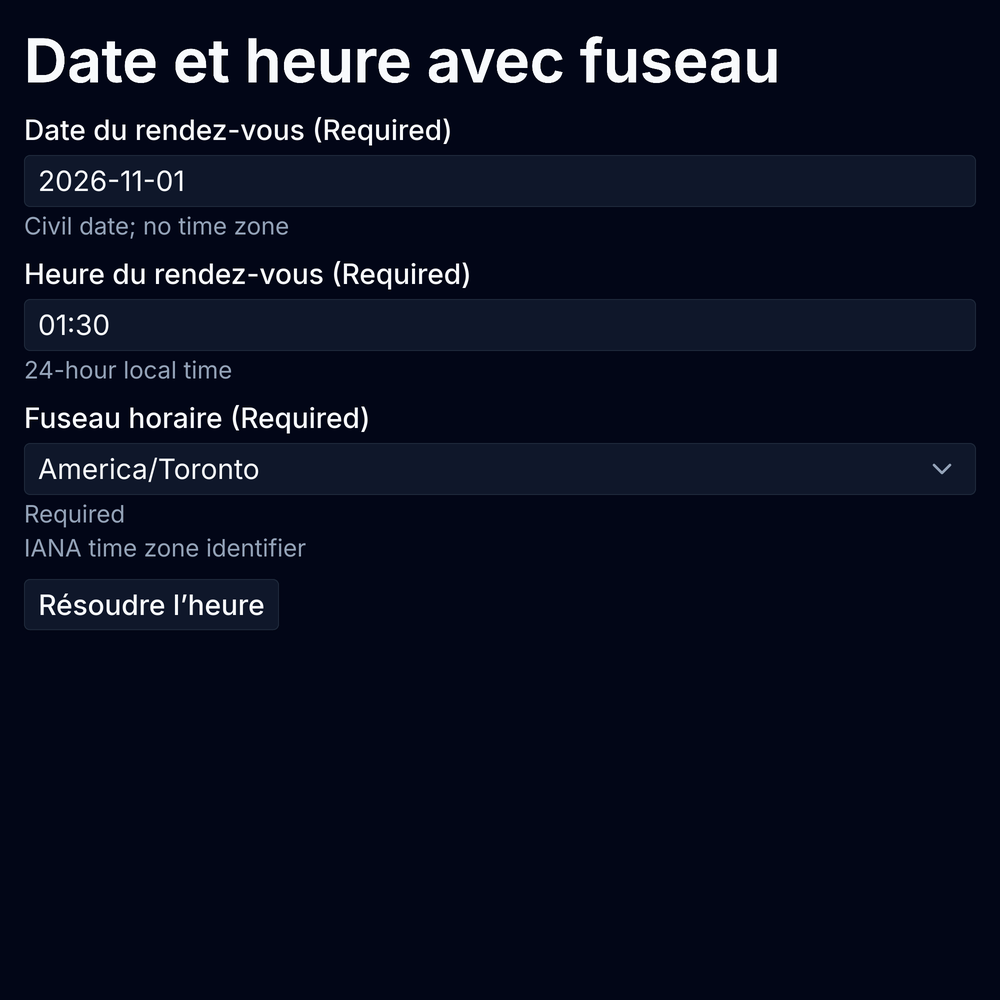 Date et heure avec fuseau
Date du rendez-vous (Required)
2026-11-01
Civil date; no time zone
Heure du rendez-vous (Required)
01:30
24-hour local time
Fuseau horaire (Required)
America/Toronto
Required
IANA time zone identifier
Résoudre l’heure